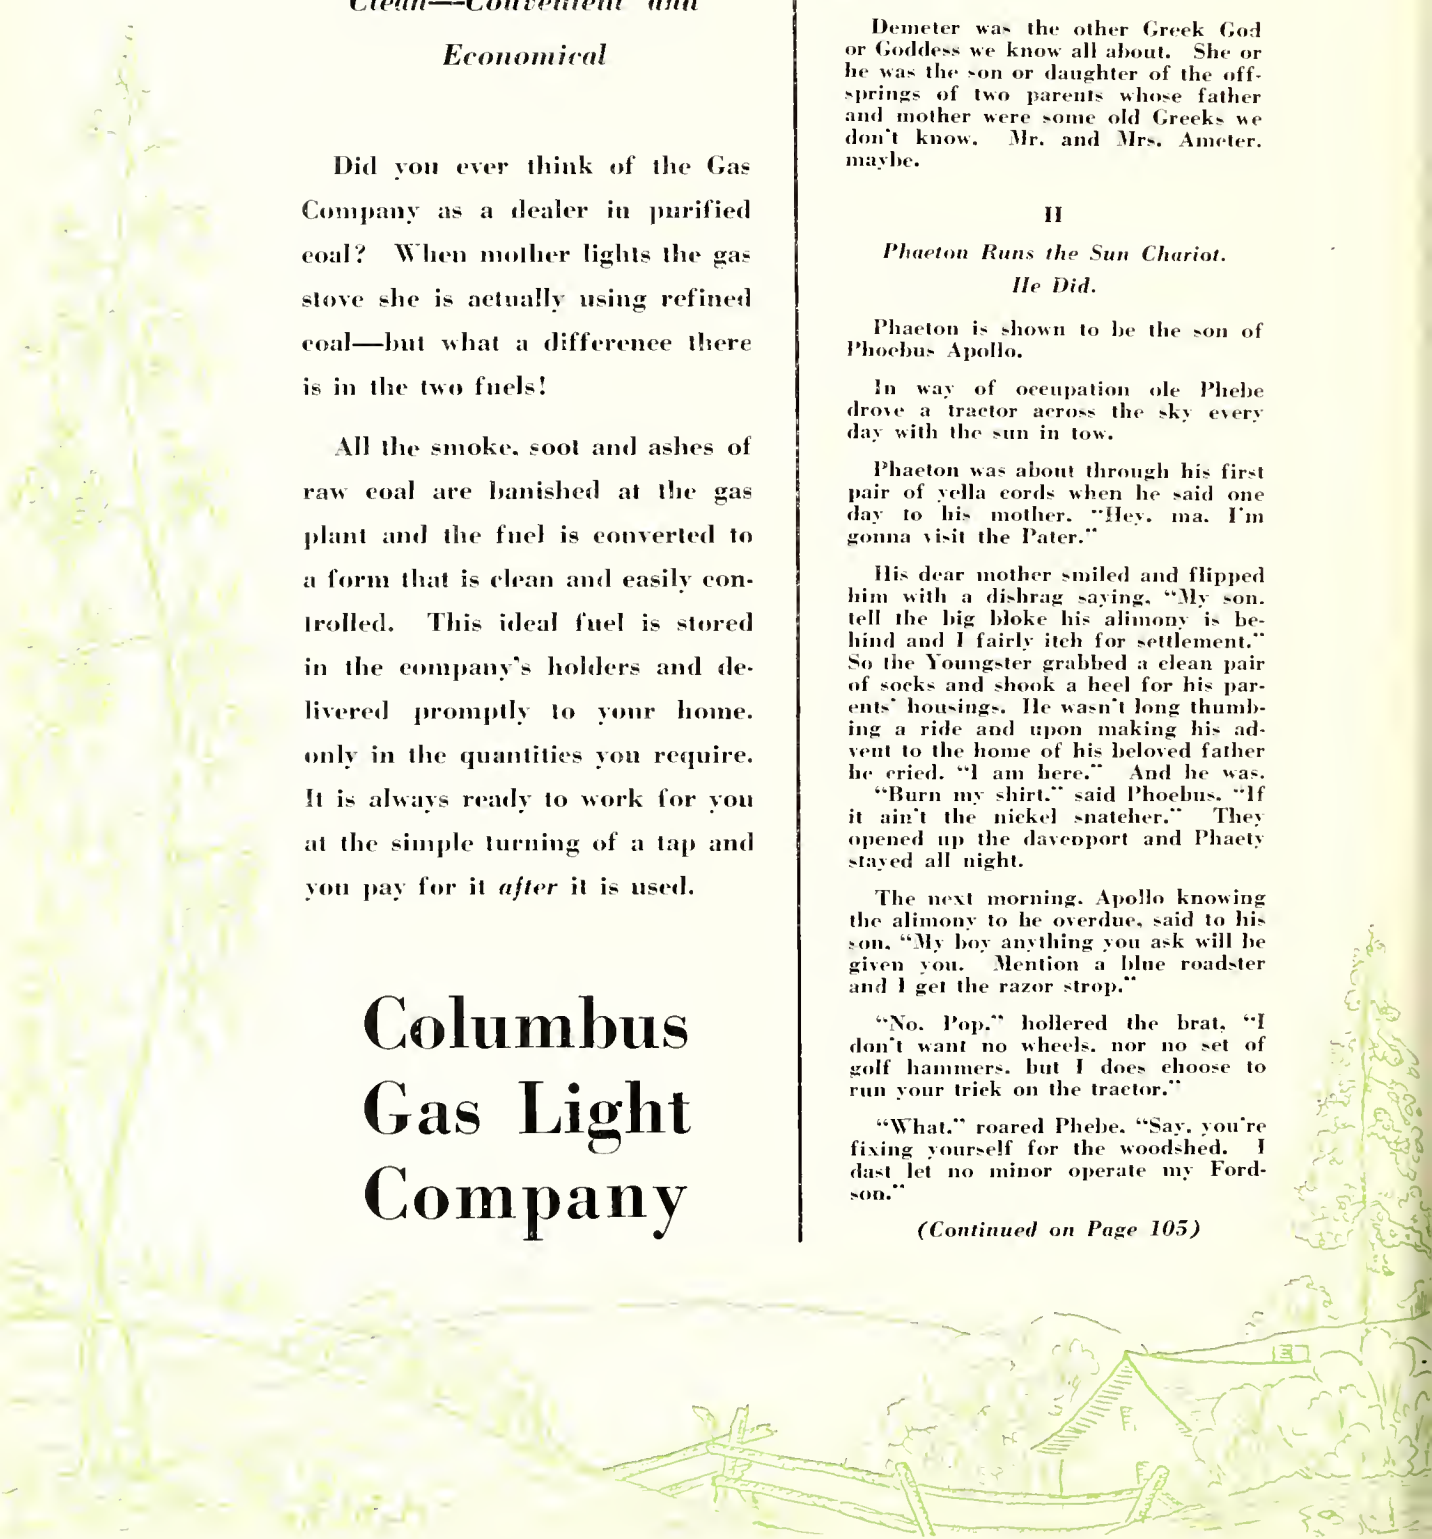 Clean—Convenient and
Economical
Did you ever think of the Gas
Company as a dealer in purified
coal? When mother lights the gas
stove she is actually using refined
coal—but what a difference there
is in the two fuels!
All the smoke, soot and ashes of
raw coal are banished at the gas
plant and the fuel is converted to
a form that is clean and easily con-
trolled. This ideal fuel is stored
in the company's holders and de-
livered promptly to your home,
only in the quantities you require.
It is always ready to work for you
at the simple turning of a tap and
you pay for it after it is used.
Columbus
Gas Light
Company
Demeter was the other Greek God
or Goddess we know all about. She or
he was the son or daughter of the off-
springs of two parents whose father
and mother were some old Greeks we
don't know. Mr. and Mrs. Ameter,
maybe.
II
Phaeton Runs the Sun Chariot.
He Did.
Phaeton is shown to be the son of
Phoebus Apollo.
In way of occupation ole Phebe
drove a tractor across the sky every
day with the sun in tow.
Phaeton was about through his first
pair of yella cords when he said one
day to his mother, "Hey, ma, I'm
gonna visit the Pater."
His dear mother smiled and flipped
him with a dishrag saying, "My son,
tell the big bloke his alimony is be-
hind and I fairly itch for settlement."
So the Youngster grabbed a clean pair
of socks and shook a heel for his par-
ents' housings. He wasn't long thumb-
ing a ride and upon making his ad-
vent to the home of his beloved father
he cried, "I am here." And he was.
"Burn my shirt," said Phoebus, "If
it ain't the nickel snatcher." They
opened up the davenport and Phaety
stayed all night.
The next morning, Apollo knowing
the alimony to be overdue, said to his
son, "My boy anything you ask will be
given you. Mention a blue roadster
and I get the razor strop."
"No, Pop," hollered the brat, "I
don't want no wheels, nor no set of
golf hammers, but I does choose to
run your trick on the tractor."
"What," roared Phebe, "Say, you're
fixing yourself for the woodshed. I
dast let no minor operate my Ford-
son."
(Continued on Page 105)